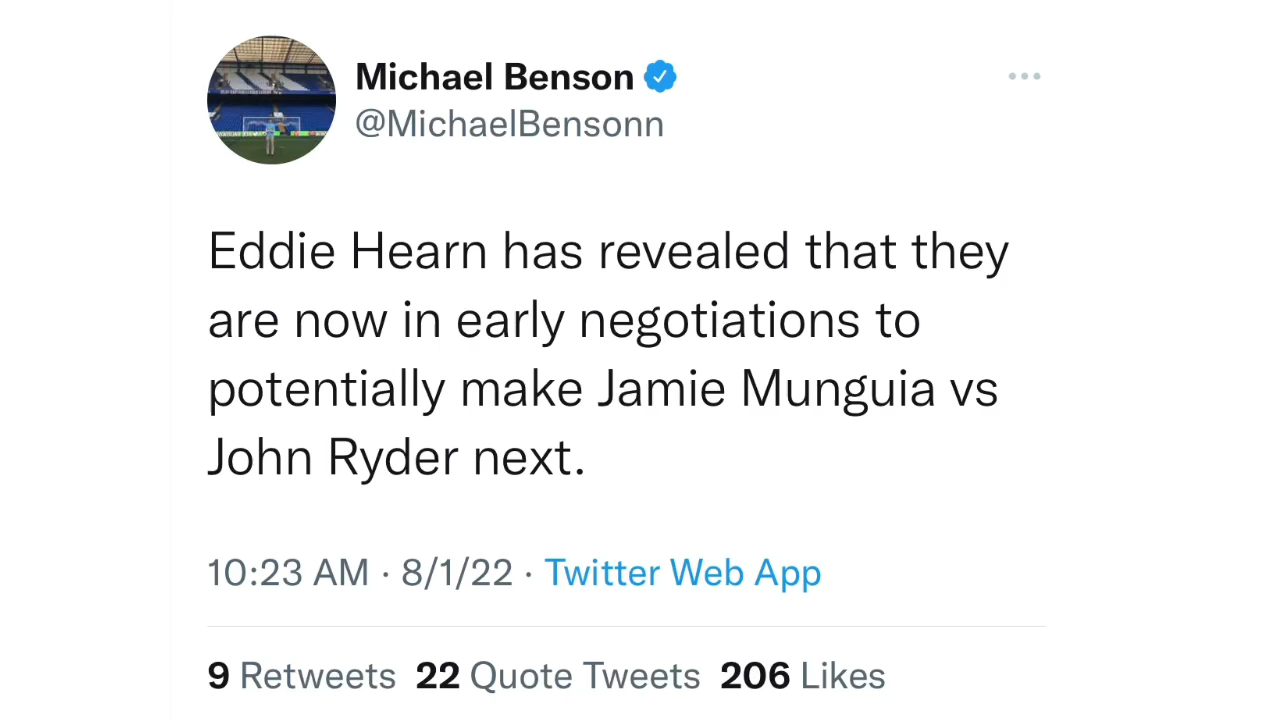 Michael Benson
@MichaelBensonn
Eddie Hearn has revealed that they
are now in early negotiations to
potentially make Jamie Munguia vs
John Ryder next.
10:23 AM · 8/1/22 · Twitter Web App
9 Retweets 22 Quote Tweets 206 Likes